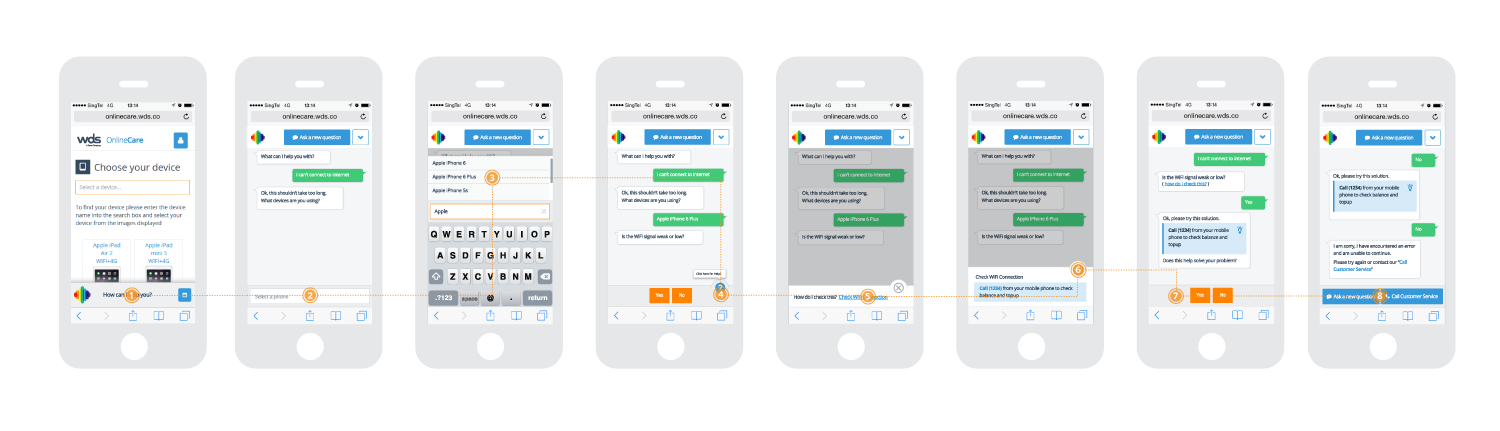 ●●●●● SingTel 4G 13:14
onlinecare.wds.co
wds OnlineCare
Choose your device
Select a device...
To find your device please enter the device
name into the search box and select your
device from the images displayed
Apple iPad
Air 2
WIFI+4G
Apple iPad
mini 3
WIFI+4G
How can you?
1
●●●●● SingTel 4G 13:14
onlinecare.wds.co
Ask a new question
What can I help you with?
I can't connect to internet
Ok, this shouldn't take too long.
What devices are you using?
Select a phone
2
●●●●● SingTel 4G 13:14
onlinecare.wds.co
Ask a new question
Apple iPhone 6
Apple iPhone 6 Plus
3
Apple iPhone 5s
Apple
Q W E R T Y U I O P
A S D F G H J K L
Z X C V B N M
.?123 space @ . return
●●●●● SingTel 4G 13:14
onlinecare.wds.co
Ask a new question
What can I help you with?
I can't connect to internet
Ok, this shouldn't take too long.
What devices are you using?
Apple iPhone 6 Plus
Is the WiFi signal weak or low?
Click here for help
?
Yes No
4
●●●●● SingTel 4G 13:14
onlinecare.wds.co
Ask a new question
What can I help you with?
I can't connect to internet
Ok, this shouldn't take too long.
What devices are you using?
Apple iPhone 6 Plus
Is the WiFi signal weak or low?
How do I check this? Check Wifi Connection
5
●●●●● SingTel 4G 13:14
onlinecare.wds.co
Ask a new question
What can I help you with?
I can't connect to internet
Ok, this shouldn't take too long.
What devices are you using?
Apple iPhone 6 Plus
Is the WiFi signal weak or low?
6
Check Wifi Connection
Call (1234) from your mobile phone to check
balance and topup
●●●●● SingTel 4G 13:14
onlinecare.wds.co
Ask a new question
I can't connect to internet
Is the WiFi signal weak or low?
( how do I check this? )
Yes
Ok, please try this solution.
Call (1234) from your mobile
phone to check balance and
topup
Does this help solve your problem?
7
Yes No
●●●●● SingTel 4G 13:14
onlinecare.wds.co
Ask a new question
No
Ok, please try this solution.
Call (1234) from your mobile
phone to check balance and
topup
No
I am sorry, I have encountered an error
and are unable to continue.
Please try again or contact our "Call
Customer Service"
Ask a new question Call Customer Service
8